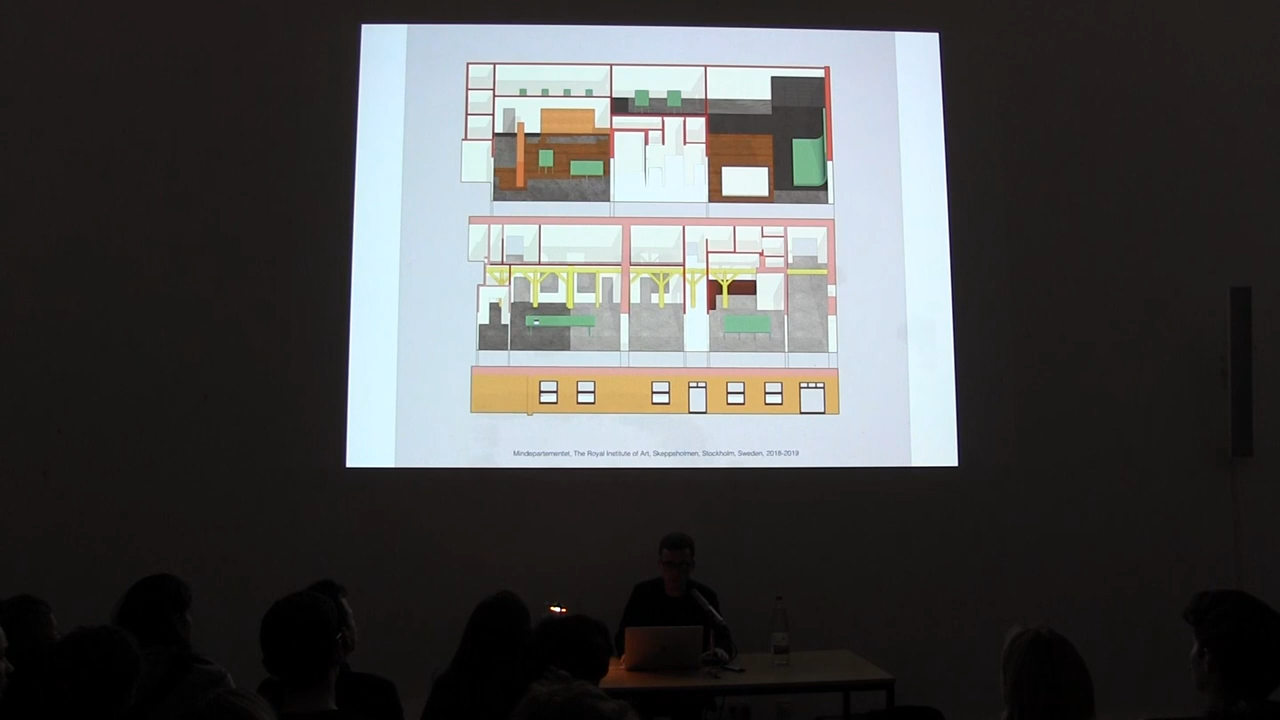 Mindepartementet, The Royal Institute of Art, Skeppsholmen, Stockholm, Sweden, 2018-2019